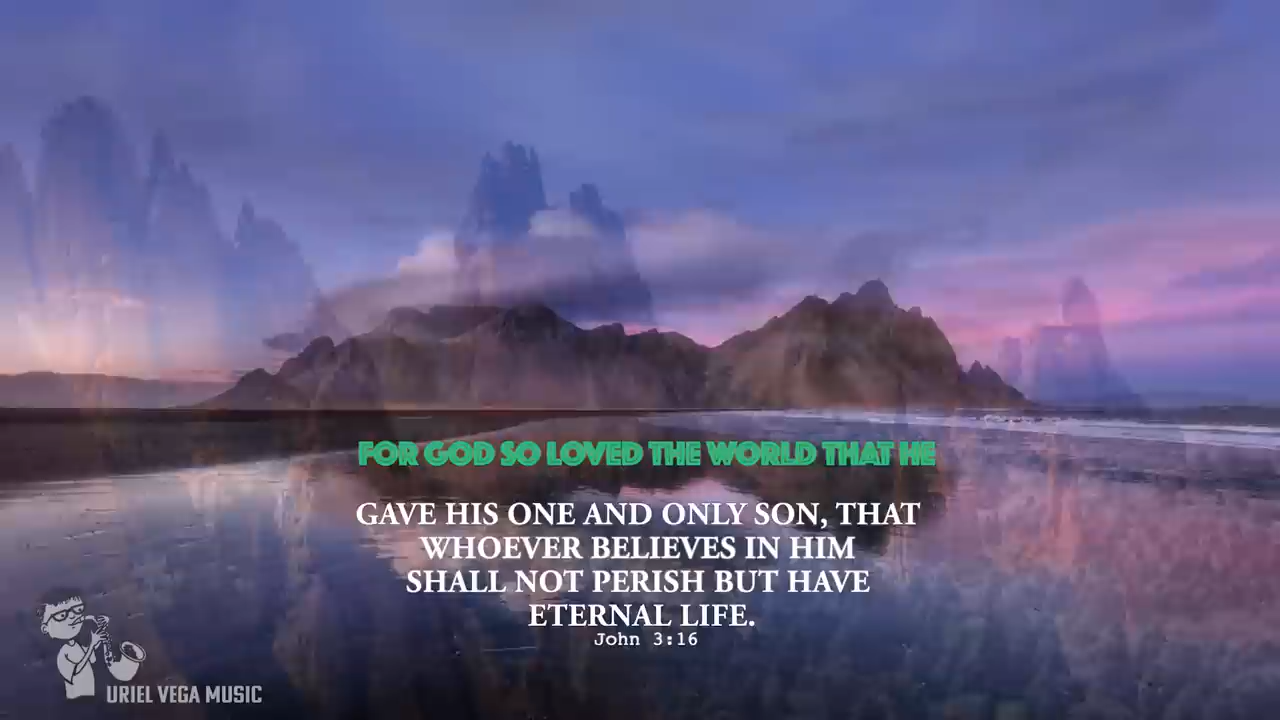 FOR GOD SO LOVED THE WORLD THAT HE
GAVE HIS ONE AND ONLY SON, THAT
WHOEVER BELIEVES IN HIM
SHALL NOT PERISH BUT HAVE
ETERNAL LIFE.
John 3:16
URIEL VEGA MUSIC